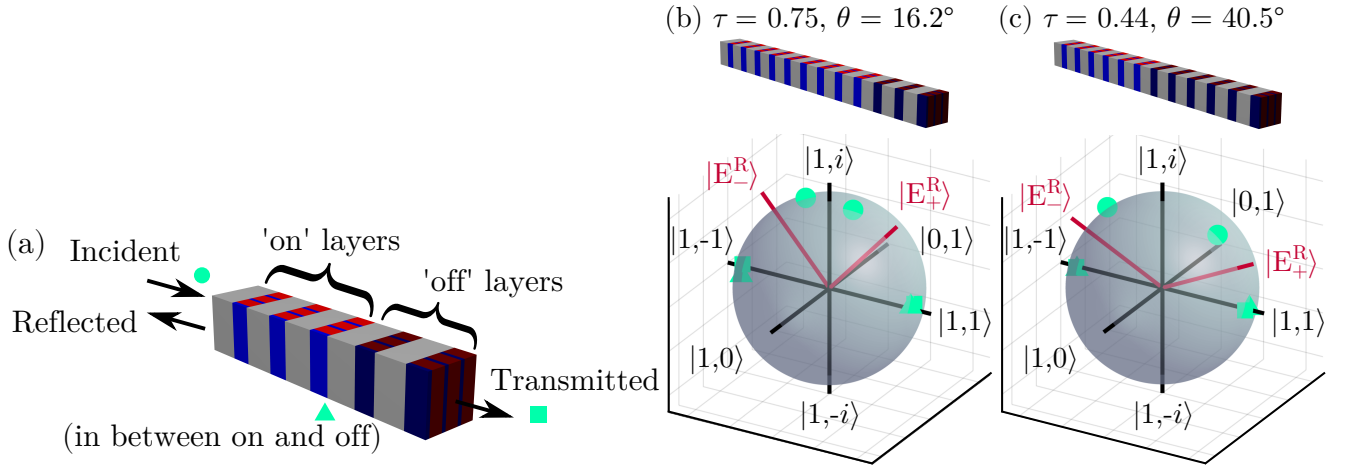 (a)
Incident
Reflected
'on' layers
'off' layers
Transmitted
(in between on and off)
(b) τ = 0.75, θ = 16.2°
|1,i⟩
|E₋ᴿ⟩
|E₊ᴿ⟩
|1,-1⟩
|0,1⟩
|1,0⟩
|1,1⟩
|1,-i⟩
(c) τ = 0.44, θ = 40.5°
|1,i⟩
|E₋ᴿ⟩
|0,1⟩
|1,-1⟩
|E₊ᴿ⟩
|1,0⟩
|1,1⟩
|1,-i⟩